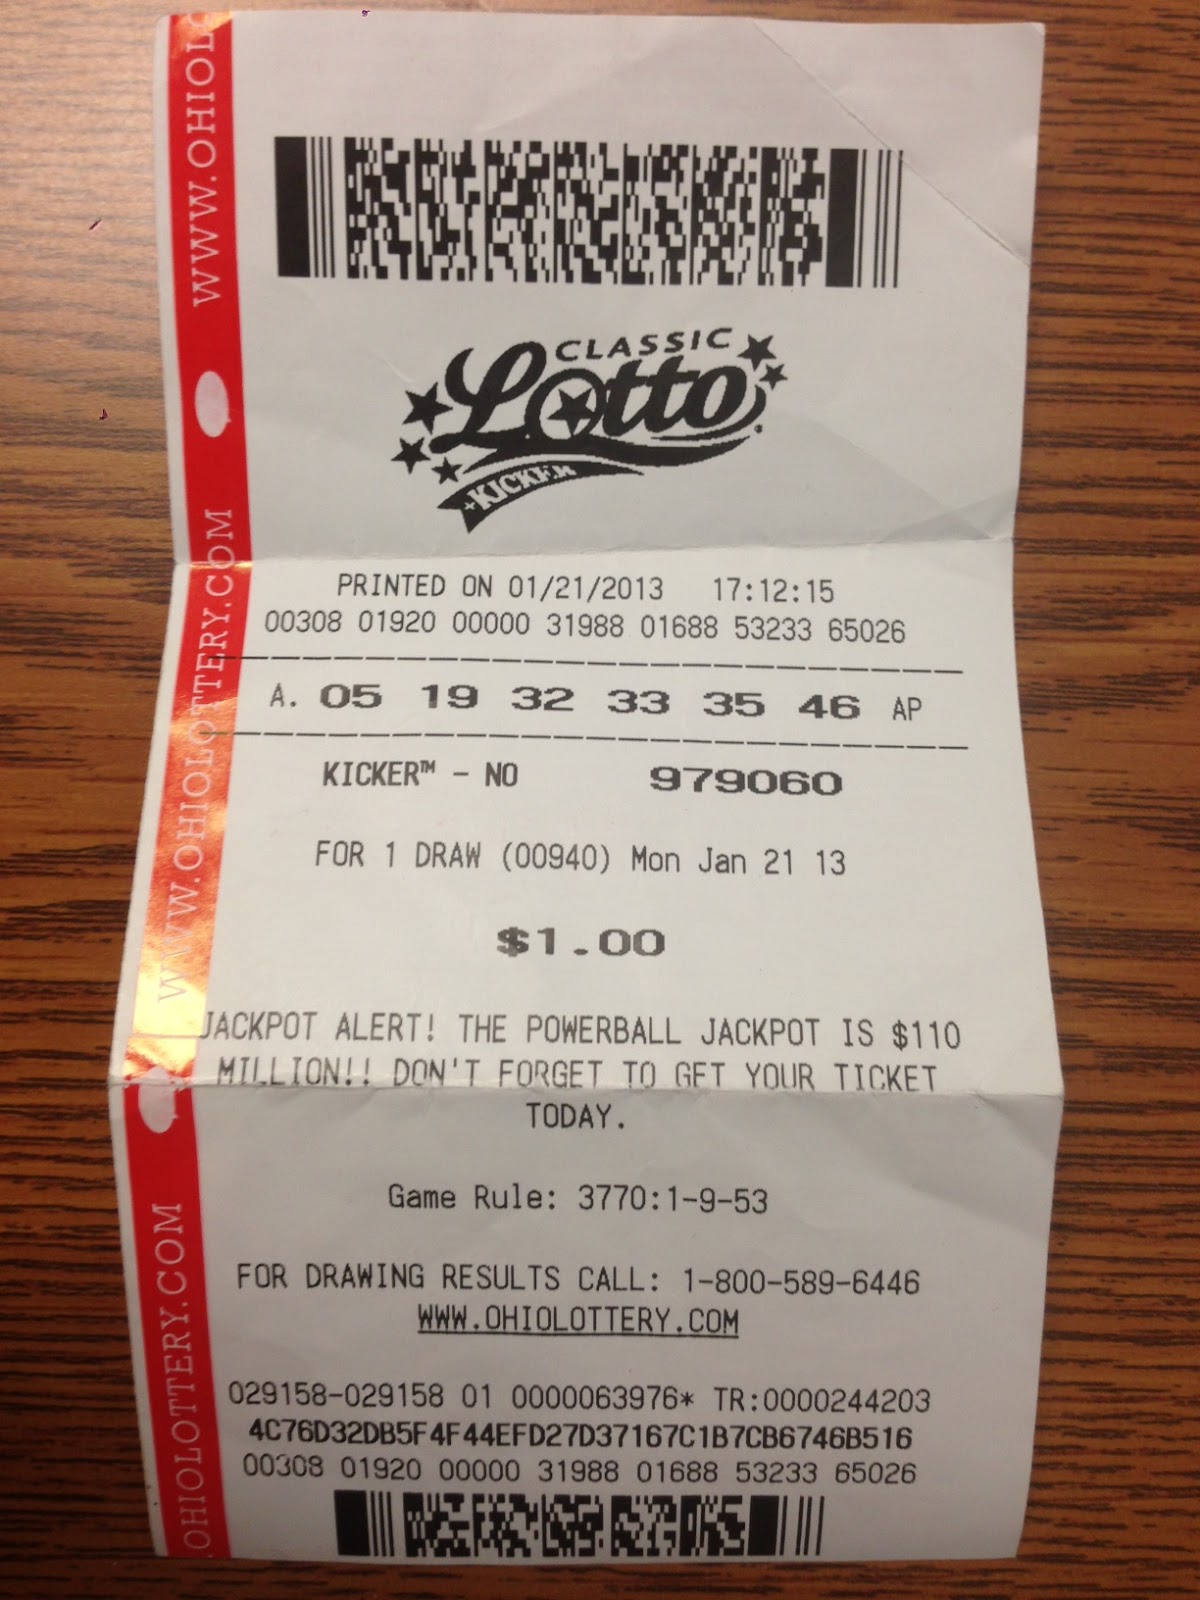 WWW.OHIOL
CLASSIC
Lotto
+KICKER
WWW.OHIOLOTTERY.COM
PRINTED ON 01/21/2013 17:12:15
00308 01920 00000 31988 01688 53233 65026
A. 05 19 32 33 35 46 AP
KICKER™ - NO 979060
FOR 1 DRAW (00940) Mon Jan 21 13
$1.00
JACKPOT ALERT! THE POWERBALL JACKPOT IS $110
MILLION!! DON'T FORGET TO GET YOUR TICKET
TODAY.
Game Rule: 3770:1-9-53
FOR DRAWING RESULTS CALL: 1-800-589-6446
WWW.OHIOLOTTERY.COM
.OHIOLOTTERY.COM
029158-029158 01 0000063976* TR:0000244203
4C76D32DB5F4F44EFD27D37167C1B7CB6746B516
00308 01920 00000 31988 01688 53233 65026